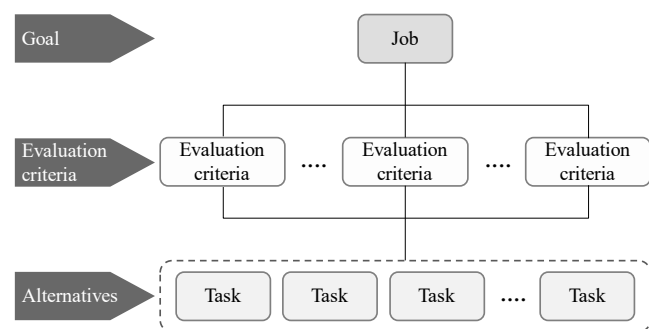 Goal
Job
Evaluation
criteria
Evaluation
criteria
....
Evaluation
criteria
....
Evaluation
criteria
Alternatives
Task
Task
Task
....
Task